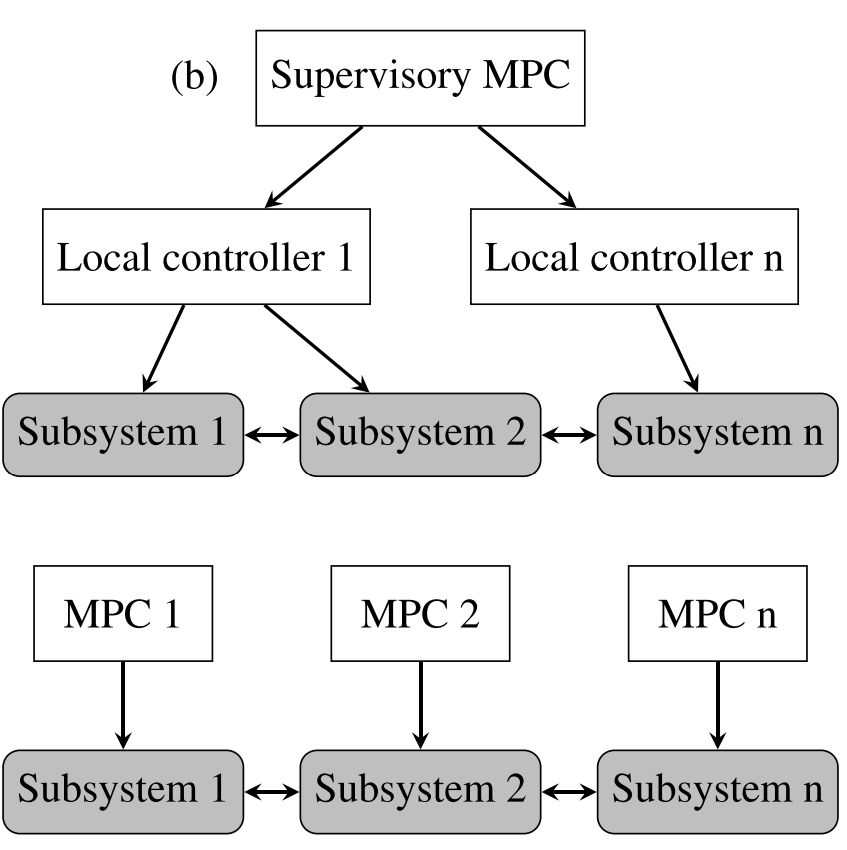 (b) Supervisory MPC
Local controller 1 Local controller n
Subsystem 1 Subsystem 2 Subsystem n
MPC 1 MPC 2 MPC n
Subsystem 1 Subsystem 2 Subsystem n